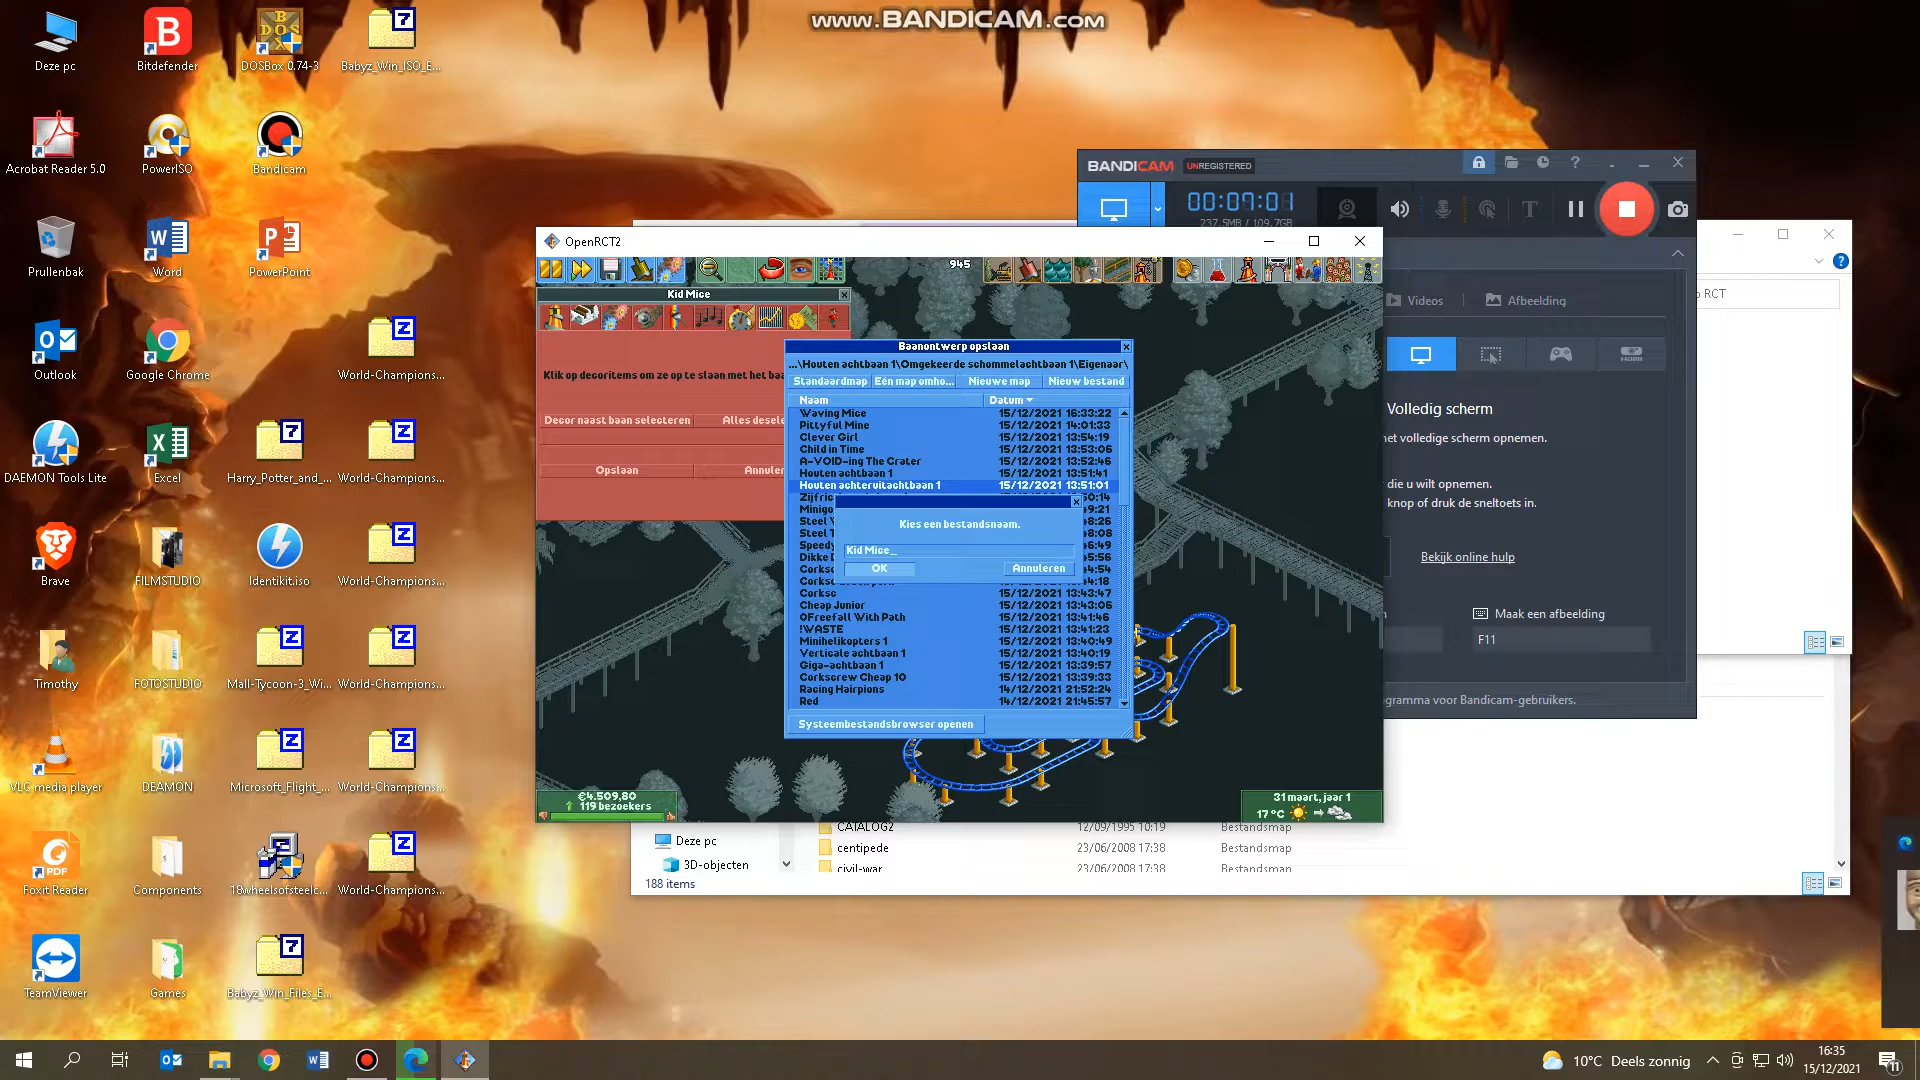 www.BANDICAM.com
Deze pc
Bitdefender
DOSBox 0.74-3
Babyz_Win_ISO_E...
Acrobat Reader 5.0
PowerISO
Bandicam
Prullenbak
Word
PowerPoint
Outlook
Google Chrome
World-Champions...
DAEMON Tools Lite
Excel
Harry_Potter_and_...
World-Champions...
Brave
FILMSTUDIO
Identikit.iso
World-Champions...
Timothy
FOTOSTUDIO
Mall-Tycoon-3_Wi...
World-Champions...
VLC media player
DEAMON
Microsoft_Flight_...
World-Champions...
Foxit Reader
Components
18wheelsofsteelc...
World-Champions...
TeamViewer
Games
Babyz_Win_Files_E...
BANDICAM UNREGISTERED
00:07:01
237.5MB / 109.7GB
Videos
Afbeelding
Volledig scherm
het volledige scherm opnemen.
die u wilt opnemen.
knop of druk de sneltoets in.
Bekijk online hulp
Maak een afbeelding
F11
gramma voor Bandicam-gebruikers.
RCT
OpenRCT2
945
Kid Mice
Klik op decoritems om ze op te slaan met het baa
Decor naast baan selecteren
Alles desele
Opslaan
Annuler
Baanontwerp opslaan
...\Houten achtbaan 1\Omgekeerde schommelachtbaan 1\Eigenaar\
Standaardmap
Eén map omho...
Nieuwe map
Nieuw bestand
Naam
Datum
Waving Mice 15/12/2021 16:33:22
Pittyful Mine 15/12/2021 14:01:33
Clever Girl 15/12/2021 13:54:19
Child in Time 15/12/2021 13:53:06
A-VOID-ing The Crater 15/12/2021 13:52:46
Houten achtbaan 1 15/12/2021 13:51:41
Houten achteruitachtbaan 1 15/12/2021 13:51:01
Kies een bestandsnaam.
Kid Mice_
OK
Annuleren
Corksc 15/12/2021 13:43:47
Cheap Junior 15/12/2021 13:43:06
OFreefall With Path 15/12/2021 13:41:46
!WASTE 15/12/2021 13:41:23
Minihelikopters 1 15/12/2021 13:40:49
Verticale achtbaan 1 15/12/2021 13:40:19
Giga-achtbaan 1 15/12/2021 13:39:57
Corkscrew Cheap 10 15/12/2021 13:39:33
Racing Hairpions 14/12/2021 21:52:24
Red 14/12/2021 21:45:57
Systeembestandsbrowser openen
€4.509,80
119 bezoekers
31 maart, jaar 1
17 °C
Deze pc
3D-objecten
CATALOG2 12/09/1995 10:19 Bestandsmap
centipede 23/06/2008 17:38 Bestandsmap
civil-war 23/06/2008 17:38 Bestandsmap
188 items
10°C Deels zonnig
16:35
15/12/2021
11